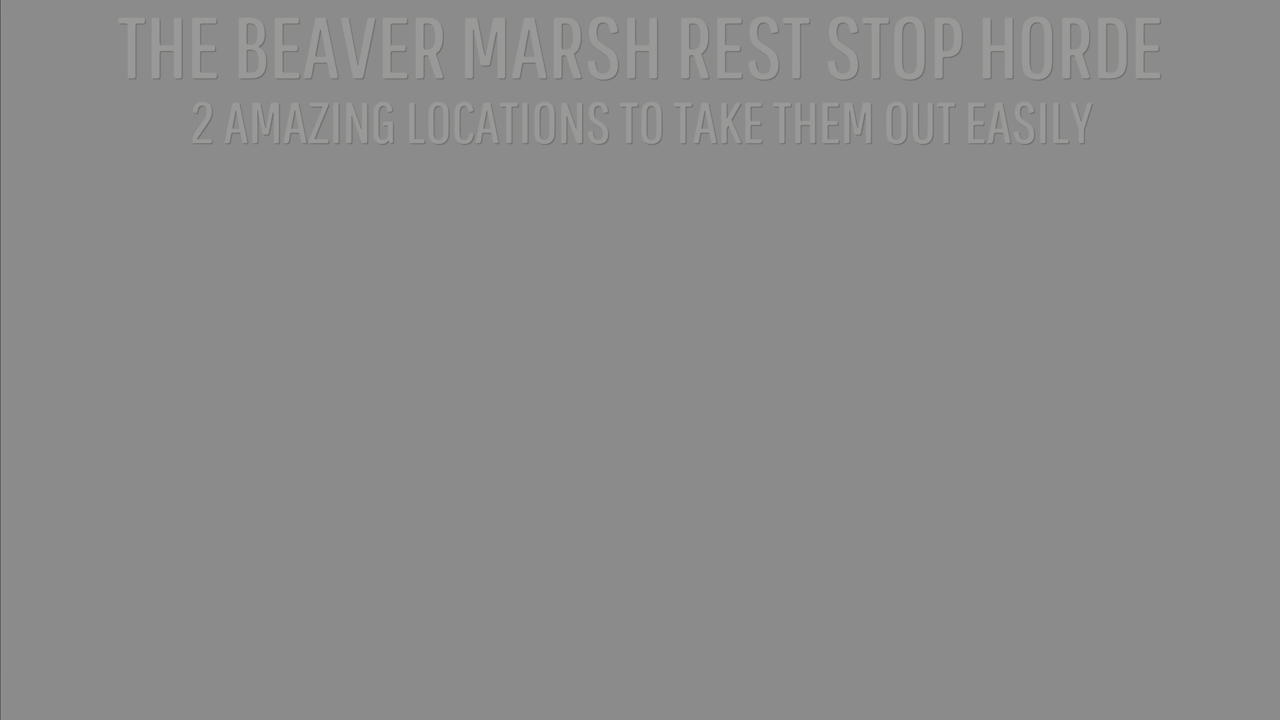 THE BEAVER MARSH REST STOP HORDE
2 AMAZING LOCATIONS TO TAKE THEM OUT EASILY